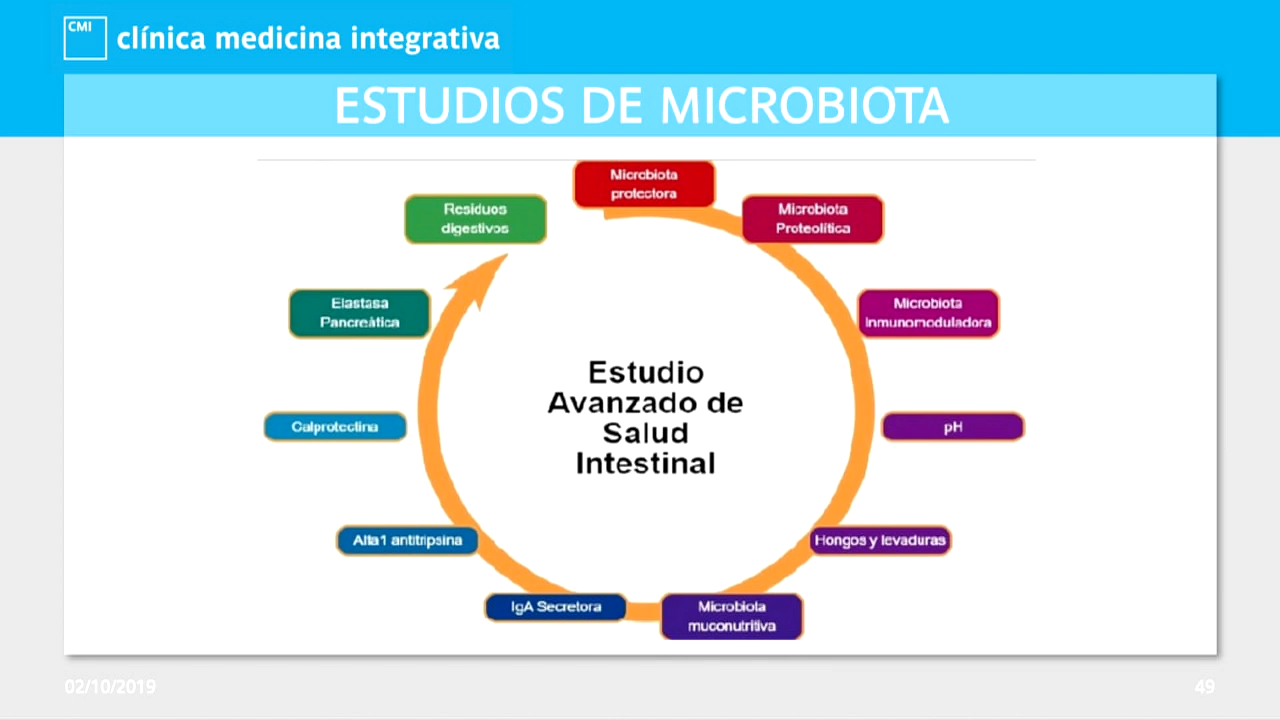 CMI
clínica medicina integrativa
ESTUDIOS DE MICROBIOTA
Microbiota
protectora
Microbiota
Proteolítica
Microbiota
Inmunomoduladora
pH
Hongos y levaduras
Microbiota
muconutritiva
IgA Secretora
Alfa1 antitripsina
Calprotectina
Elastasa
Pancreática
Residuos
digestivos
Estudio
Avanzado de
Salud
Intestinal
02/10/2019
49